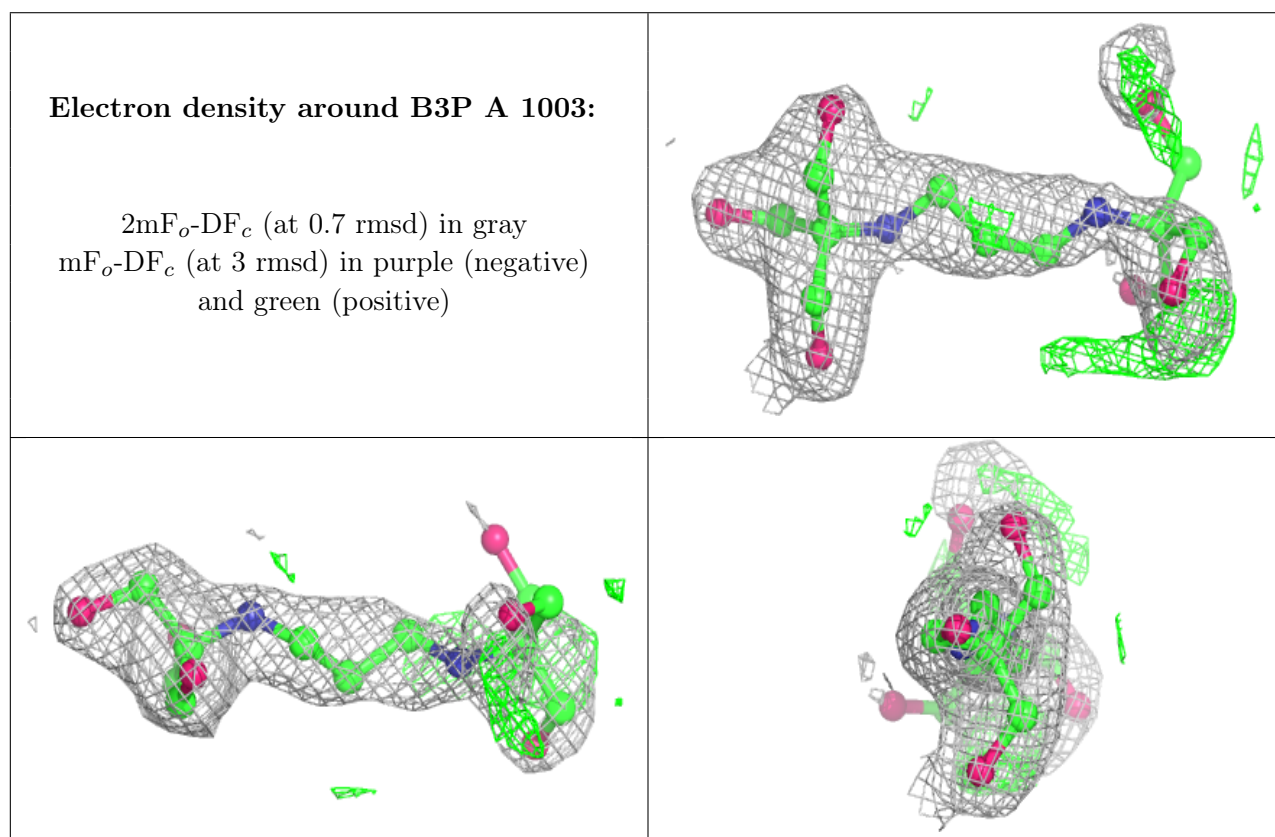 Electron density around B3P A 1003:
2mFo-DFc (at 0.7 rmsd) in gray
mFo-DFc (at 3 rmsd) in purple (negative)
and green (positive)